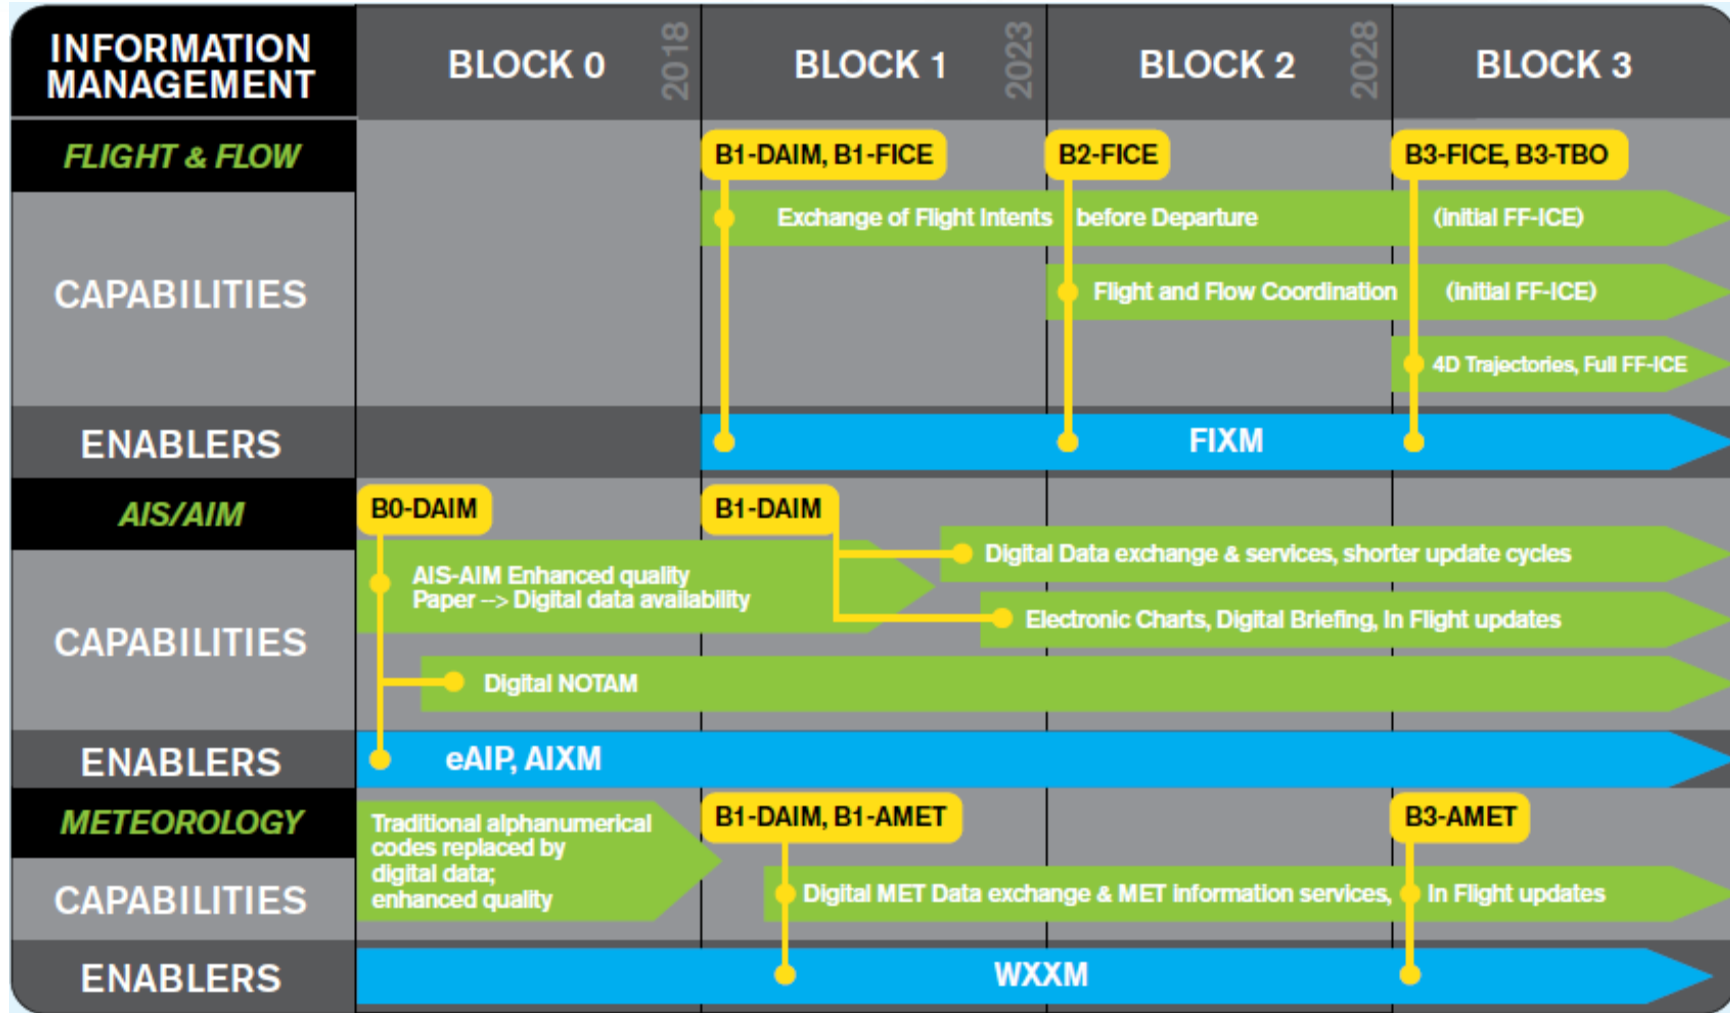 INFORMATION
MANAGEMENT
BLOCK 0
2018
BLOCK 1
2023
BLOCK 2
2028
BLOCK 3
FLIGHT & FLOW
B1-DAIM, B1-FICE
B2-FICE
B3-FICE, B3-TBO
CAPABILITIES
Exchange of Flight Intents before Departure (initial FF-ICE)
Flight and Flow Coordination (initial FF-ICE)
4D Trajectories, Full FF-ICE
ENABLERS
FIXM
AIS/AIM
B0-DAIM
B1-DAIM
CAPABILITIES
AIS-AIM Enhanced quality
Paper --> Digital data availability
Digital Data exchange & services, shorter update cycles
Electronic Charts, Digital Briefing, In Flight updates
Digital NOTAM
ENABLERS
eAIP, AIXM
METEOROLOGY
Traditional alphanumerical
codes replaced by
digital data;
enhanced quality
B1-DAIM, B1-AMET
B3-AMET
CAPABILITIES
Digital MET Data exchange & MET information services, In Flight updates
ENABLERS
WXXM